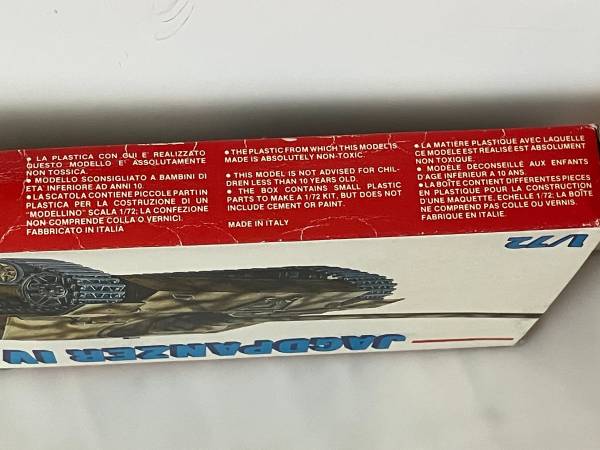 ● LA PLASTICA CON CUI E' REALIZZATO
QUESTO MODELLO E' ASSOLUTAMENTE
NON TOSSICA.
● MODELLO SCONSIGLIATO A BAMBINI DI
ETA' INFERIORE AD ANNI 10.
● LA SCATOLA CONTIENE PICCOLE PARTI IN
PLASTICA PER LA COSTRUZIONE DI UN
"MODELLINO" SCALA 1/72; LA CONFEZIONE
NON COMPRENDE COLLA O VERNICI.
FABBRICATO IN ITALIA
● THE PLASTIC FROM WHICH THIS MODEL IS
MADE IS ABSOLUTELY NON-TOXIC.
● THIS MODEL IS NOT ADVISED FOR CHIL-
DREN LESS THAN 10 YEARS OLD.
● THE BOX CONTAINS SMALL PLASTIC
PARTS TO MAKE A 1/72 KIT, BUT DOES NOT
INCLUDE CEMENT OR PAINT.
MADE IN ITALY
● LA MATIÈRE PLASTIQUE AVEC LAQUELLE
CE MODELE EST REALISE EST ABSOLUMENT
NON TOXIQUE.
● MODÈLE DECONSEILLÉ AUX ENFANTS
D'AGE INFERIEUR A 10 ANS.
● LA BOÎTE CONTIENT DIFFERENTES PIECES
EN PLASTIQUE POUR LA CONSTRUCTION
D'UNE MAQUETTE, ECHELLE 1/72; LA BOÎTE
NE COMPREND PAS COLLE OU VERNIS.
FABRIQUE EN ITALIE.
1/72
JAGDPANZER IV